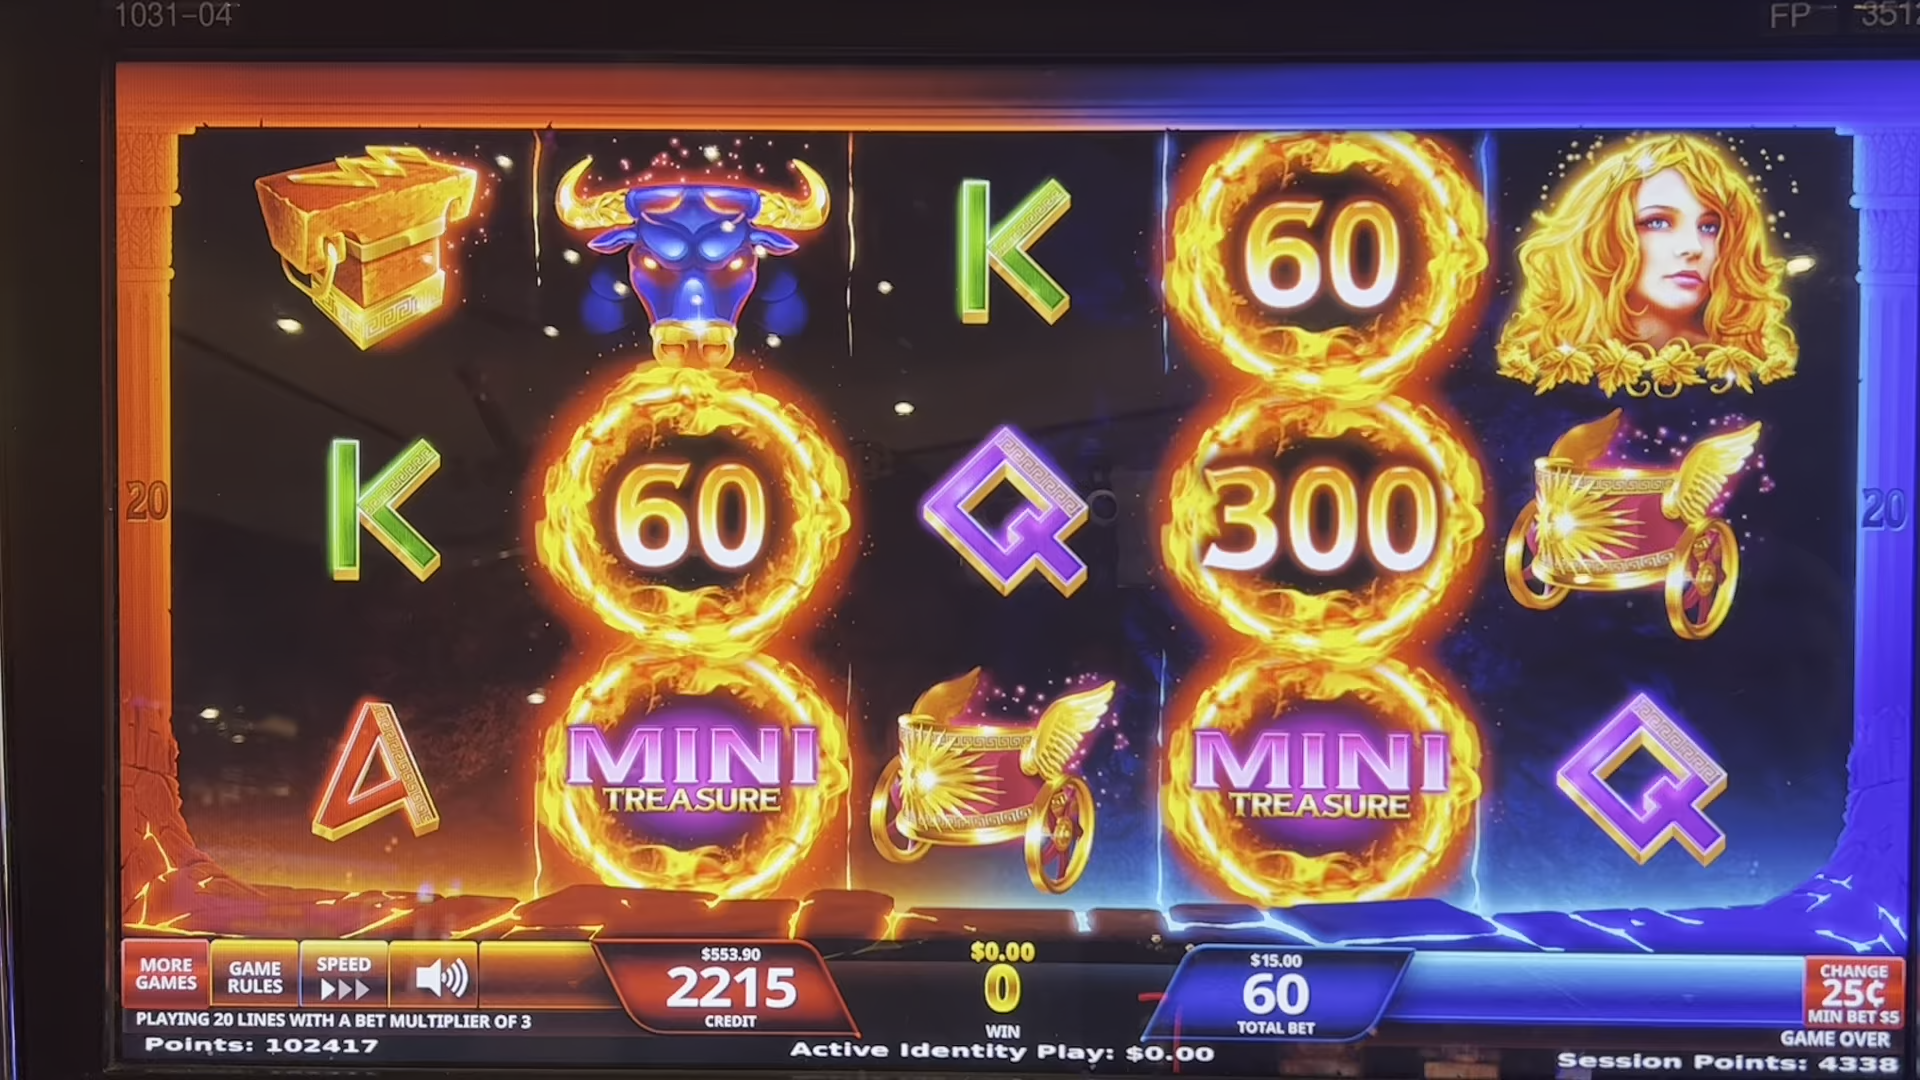 1031-04
FP 3512
K
60
20
K
60
Q
300
20
A
MINI
TREASURE
MINI
TREASURE
Q
MORE
GAMES
GAME
RULES
SPEED
$553.90
2215
CREDIT
$0.00
0
WIN
$15.00
60
TOTAL BET
CHANGE
25¢
MIN BET $5
PLAYING 20 LINES WITH A BET MULTIPLIER OF 3
GAME OVER
Points: 102417
Active Identity Play: $0.00
Session Points: 4338